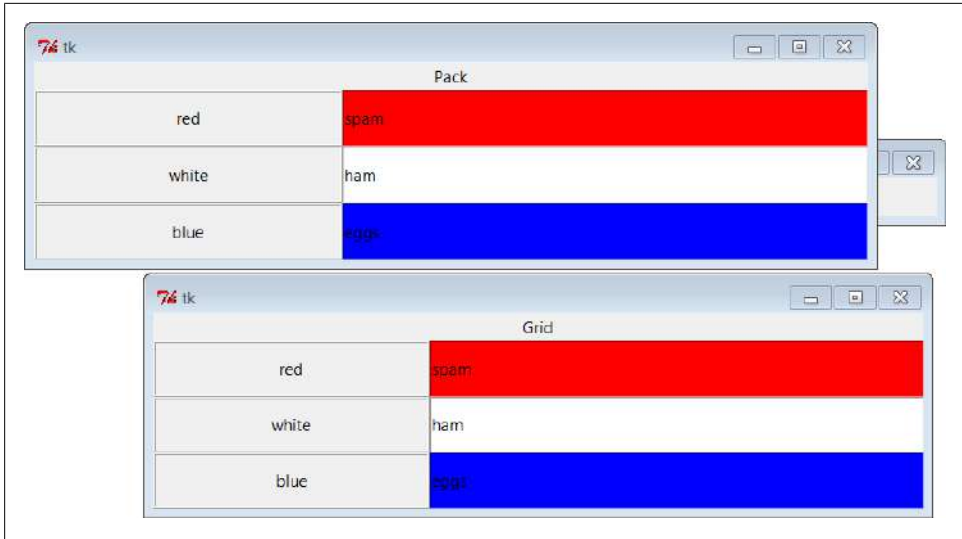 tk
Pack
red spam
white ham
blue eggs
tk
Grid
red spam
white ham
blue eggs